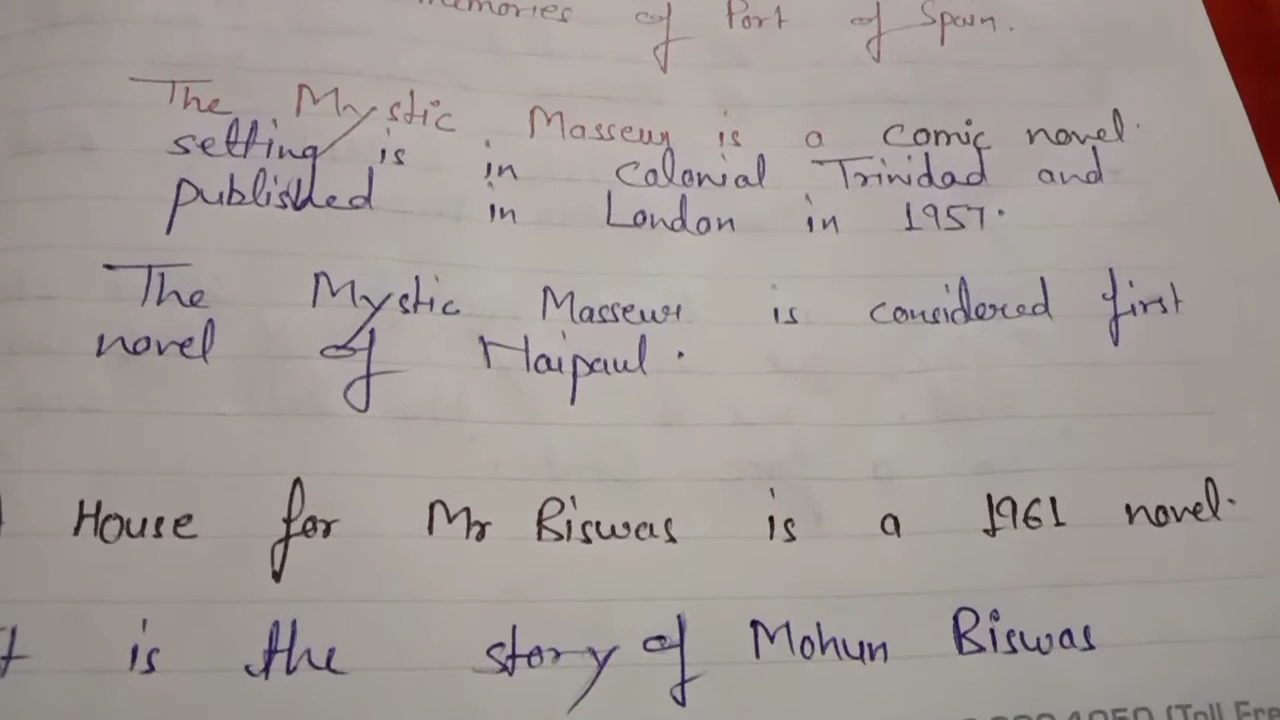 memories of Port of Spain.
The Mystic Masseur is a comic novel.
setting is in colonial Trinidad and
published in London in 1957.
The Mystic Masseur is considered first
novel of Naipaul.
House for Mr Biswas is a 1961 novel.
is the story of Mohun Biswas
(Toll Free